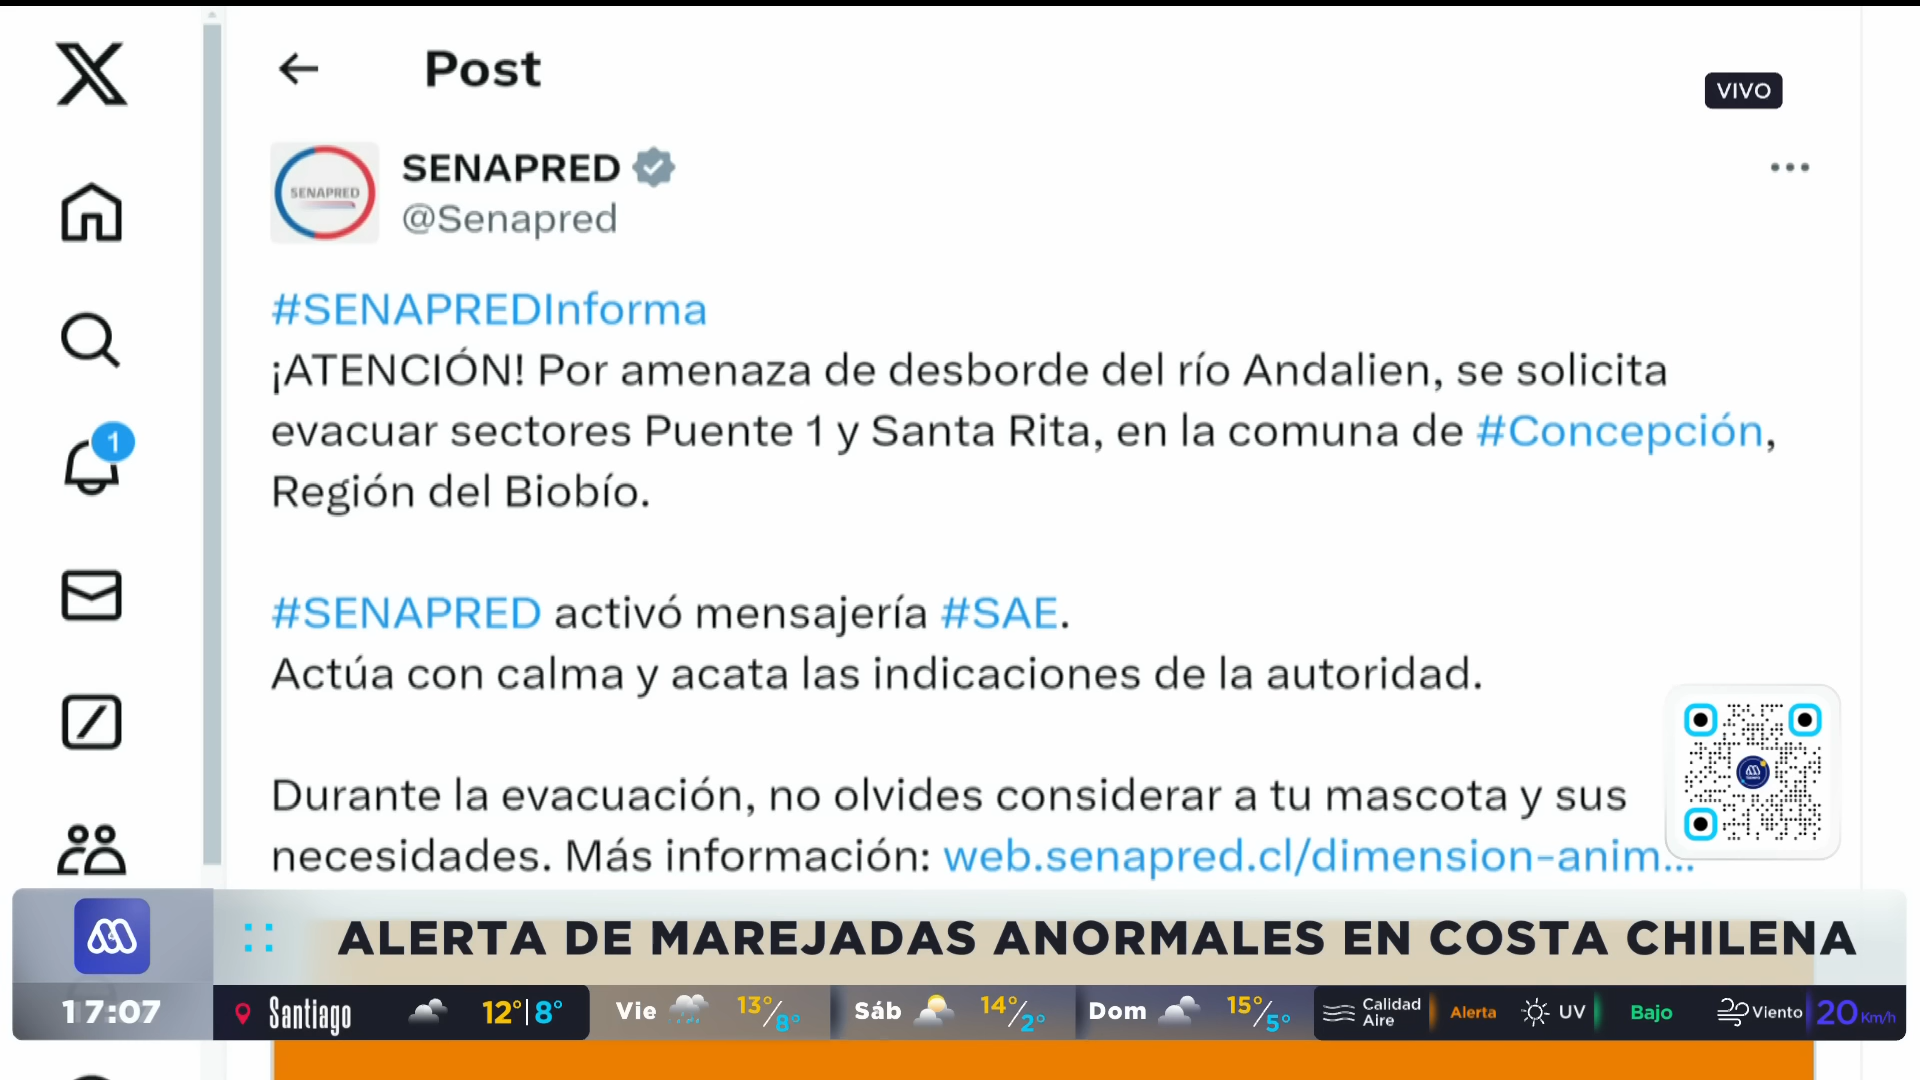 Post
VIVO
SENAPRED
SENAPRED
@Senapred
#SENAPREDInforma
¡ATENCIÓN! Por amenaza de desborde del río Andalien, se solicita
evacuar sectores Puente 1 y Santa Rita, en la comuna de #Concepción,
Región del Biobío.
1
#SENAPRED activó mensajería #SAE.
Actúa con calma y acata las indicaciones de la autoridad.
Durante la evacuación, no olvides considerar a tu mascota y sus
necesidades. Más información: web.senapred.cl/dimension-anim...
ALERTA DE MAREJADAS ANORMALES EN COSTA CHILENA
17:07 Santiago 12°|8° Vie 13°/8° Sáb 14°/2° Dom 15°/5° Calidad Aire Alerta UV Bajo Viento 20 Km/h